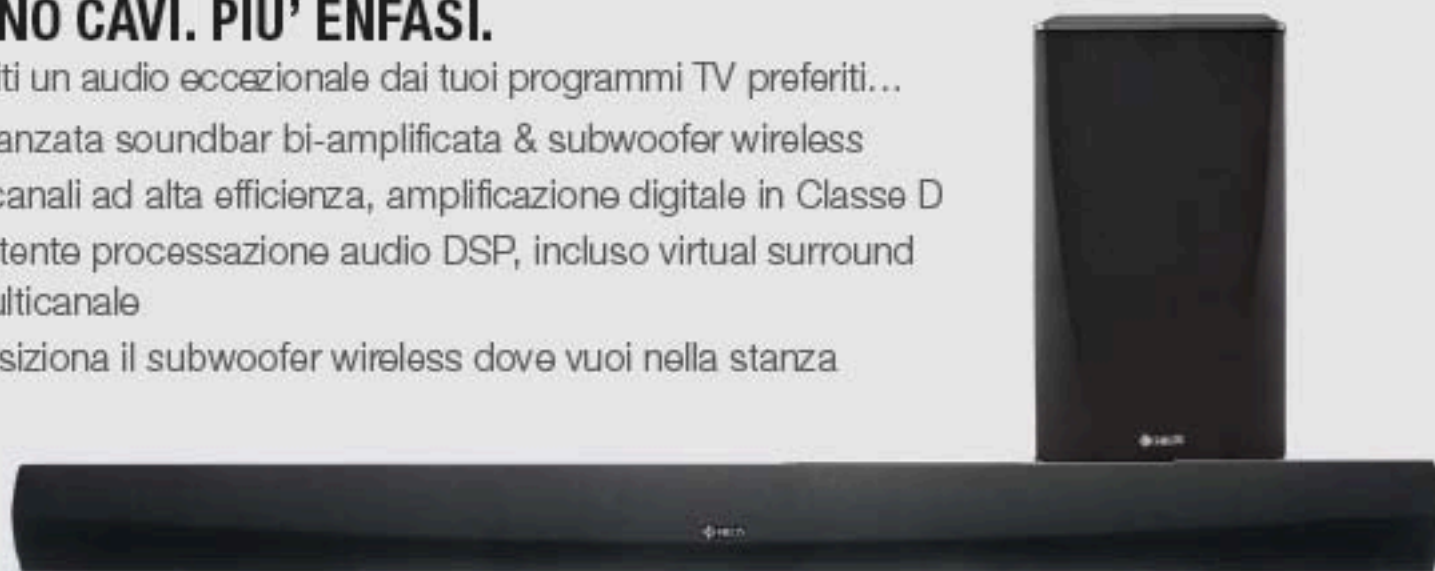 NO CAVI. PIU' ENFASI.
ti un audio eccezionale dai tuoi programmi TV preferiti...
anzata soundbar bi-amplificata & subwoofer wireless
canali ad alta efficienza, amplificazione digitale in Classe D
tente processazione audio DSP, incluso virtual surround
ulticanale
siziona il subwoofer wireless dove vuoi nella stanza